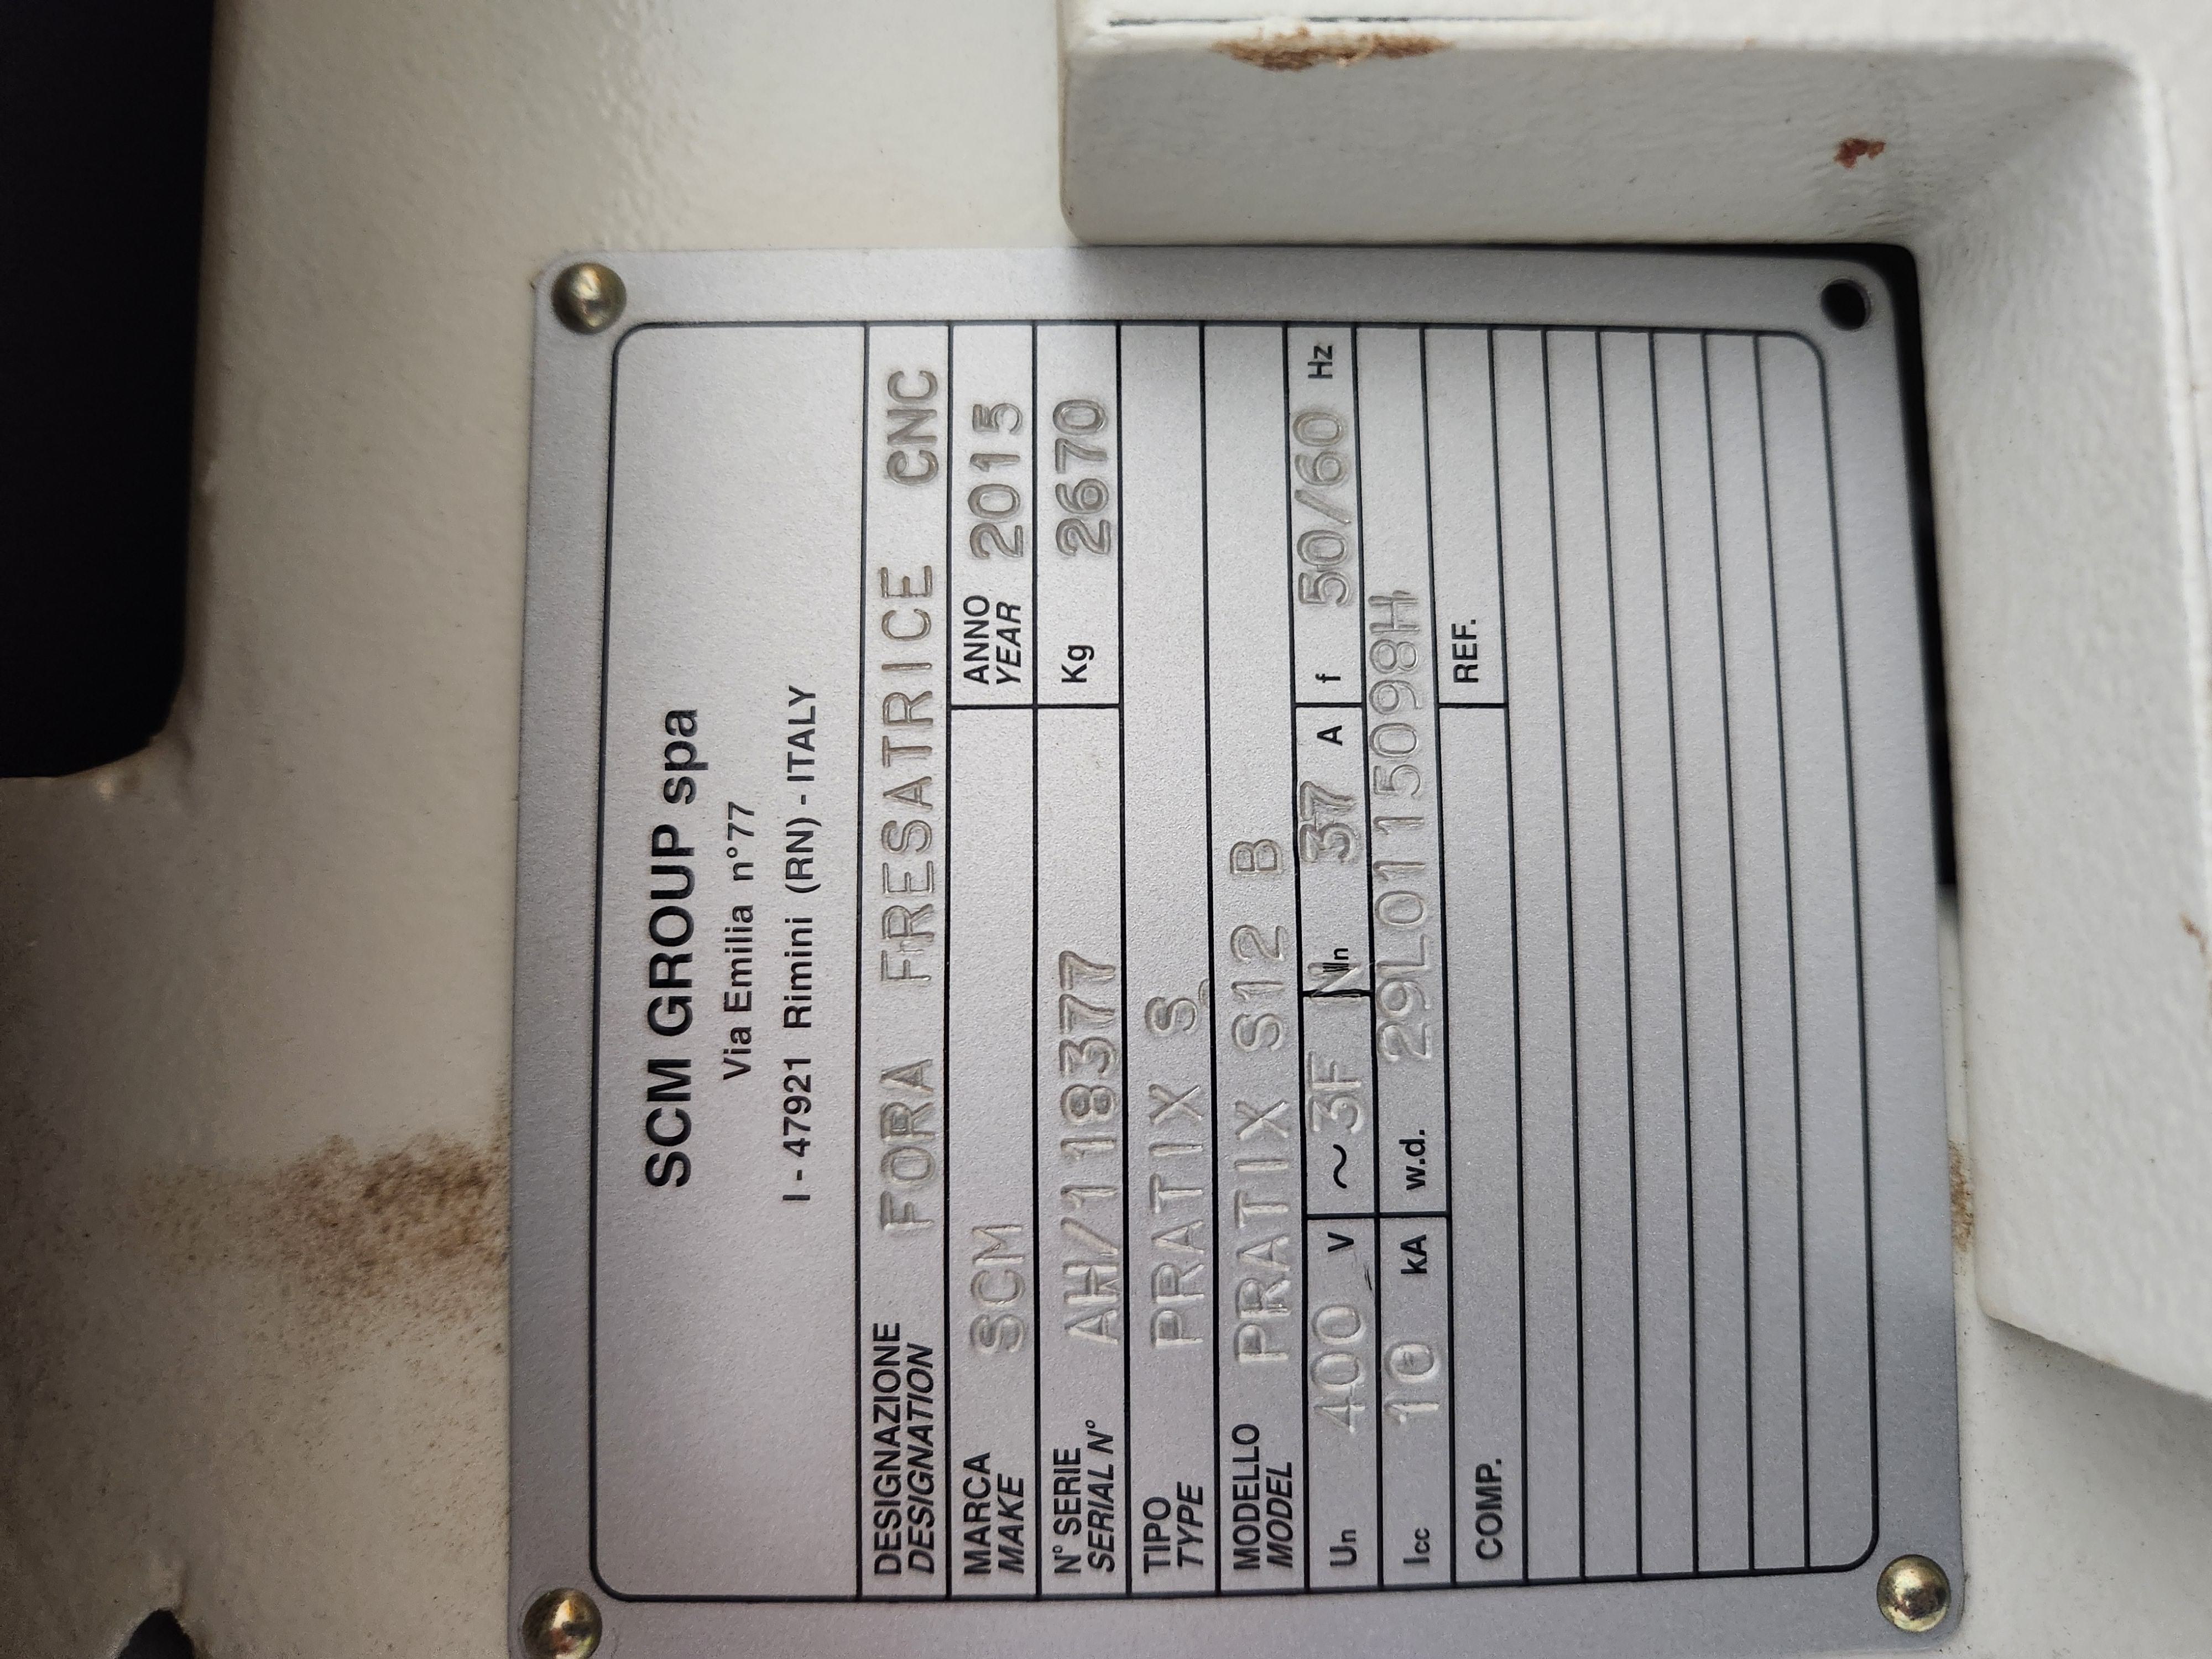 SCM GROUP spa
Via Emilia n°77
I - 47921 Rimini (RN) - ITALY
DESIGNAZIONE
DESIGNATION FORA FRESATRICE CNC
MARCA
MAKE SCM ANNO
YEAR 2015
N° SERIE
SERIAL N° AH/118377 Kg 2670
TIPO
TYPE PRATIX S
MODELLO
MODEL PRATIX S12 B
Un 400 V ~ 3F N In 37 A f 50/60 Hz
Icc 10 kA w.d. 29L0115098H
COMP. REF.